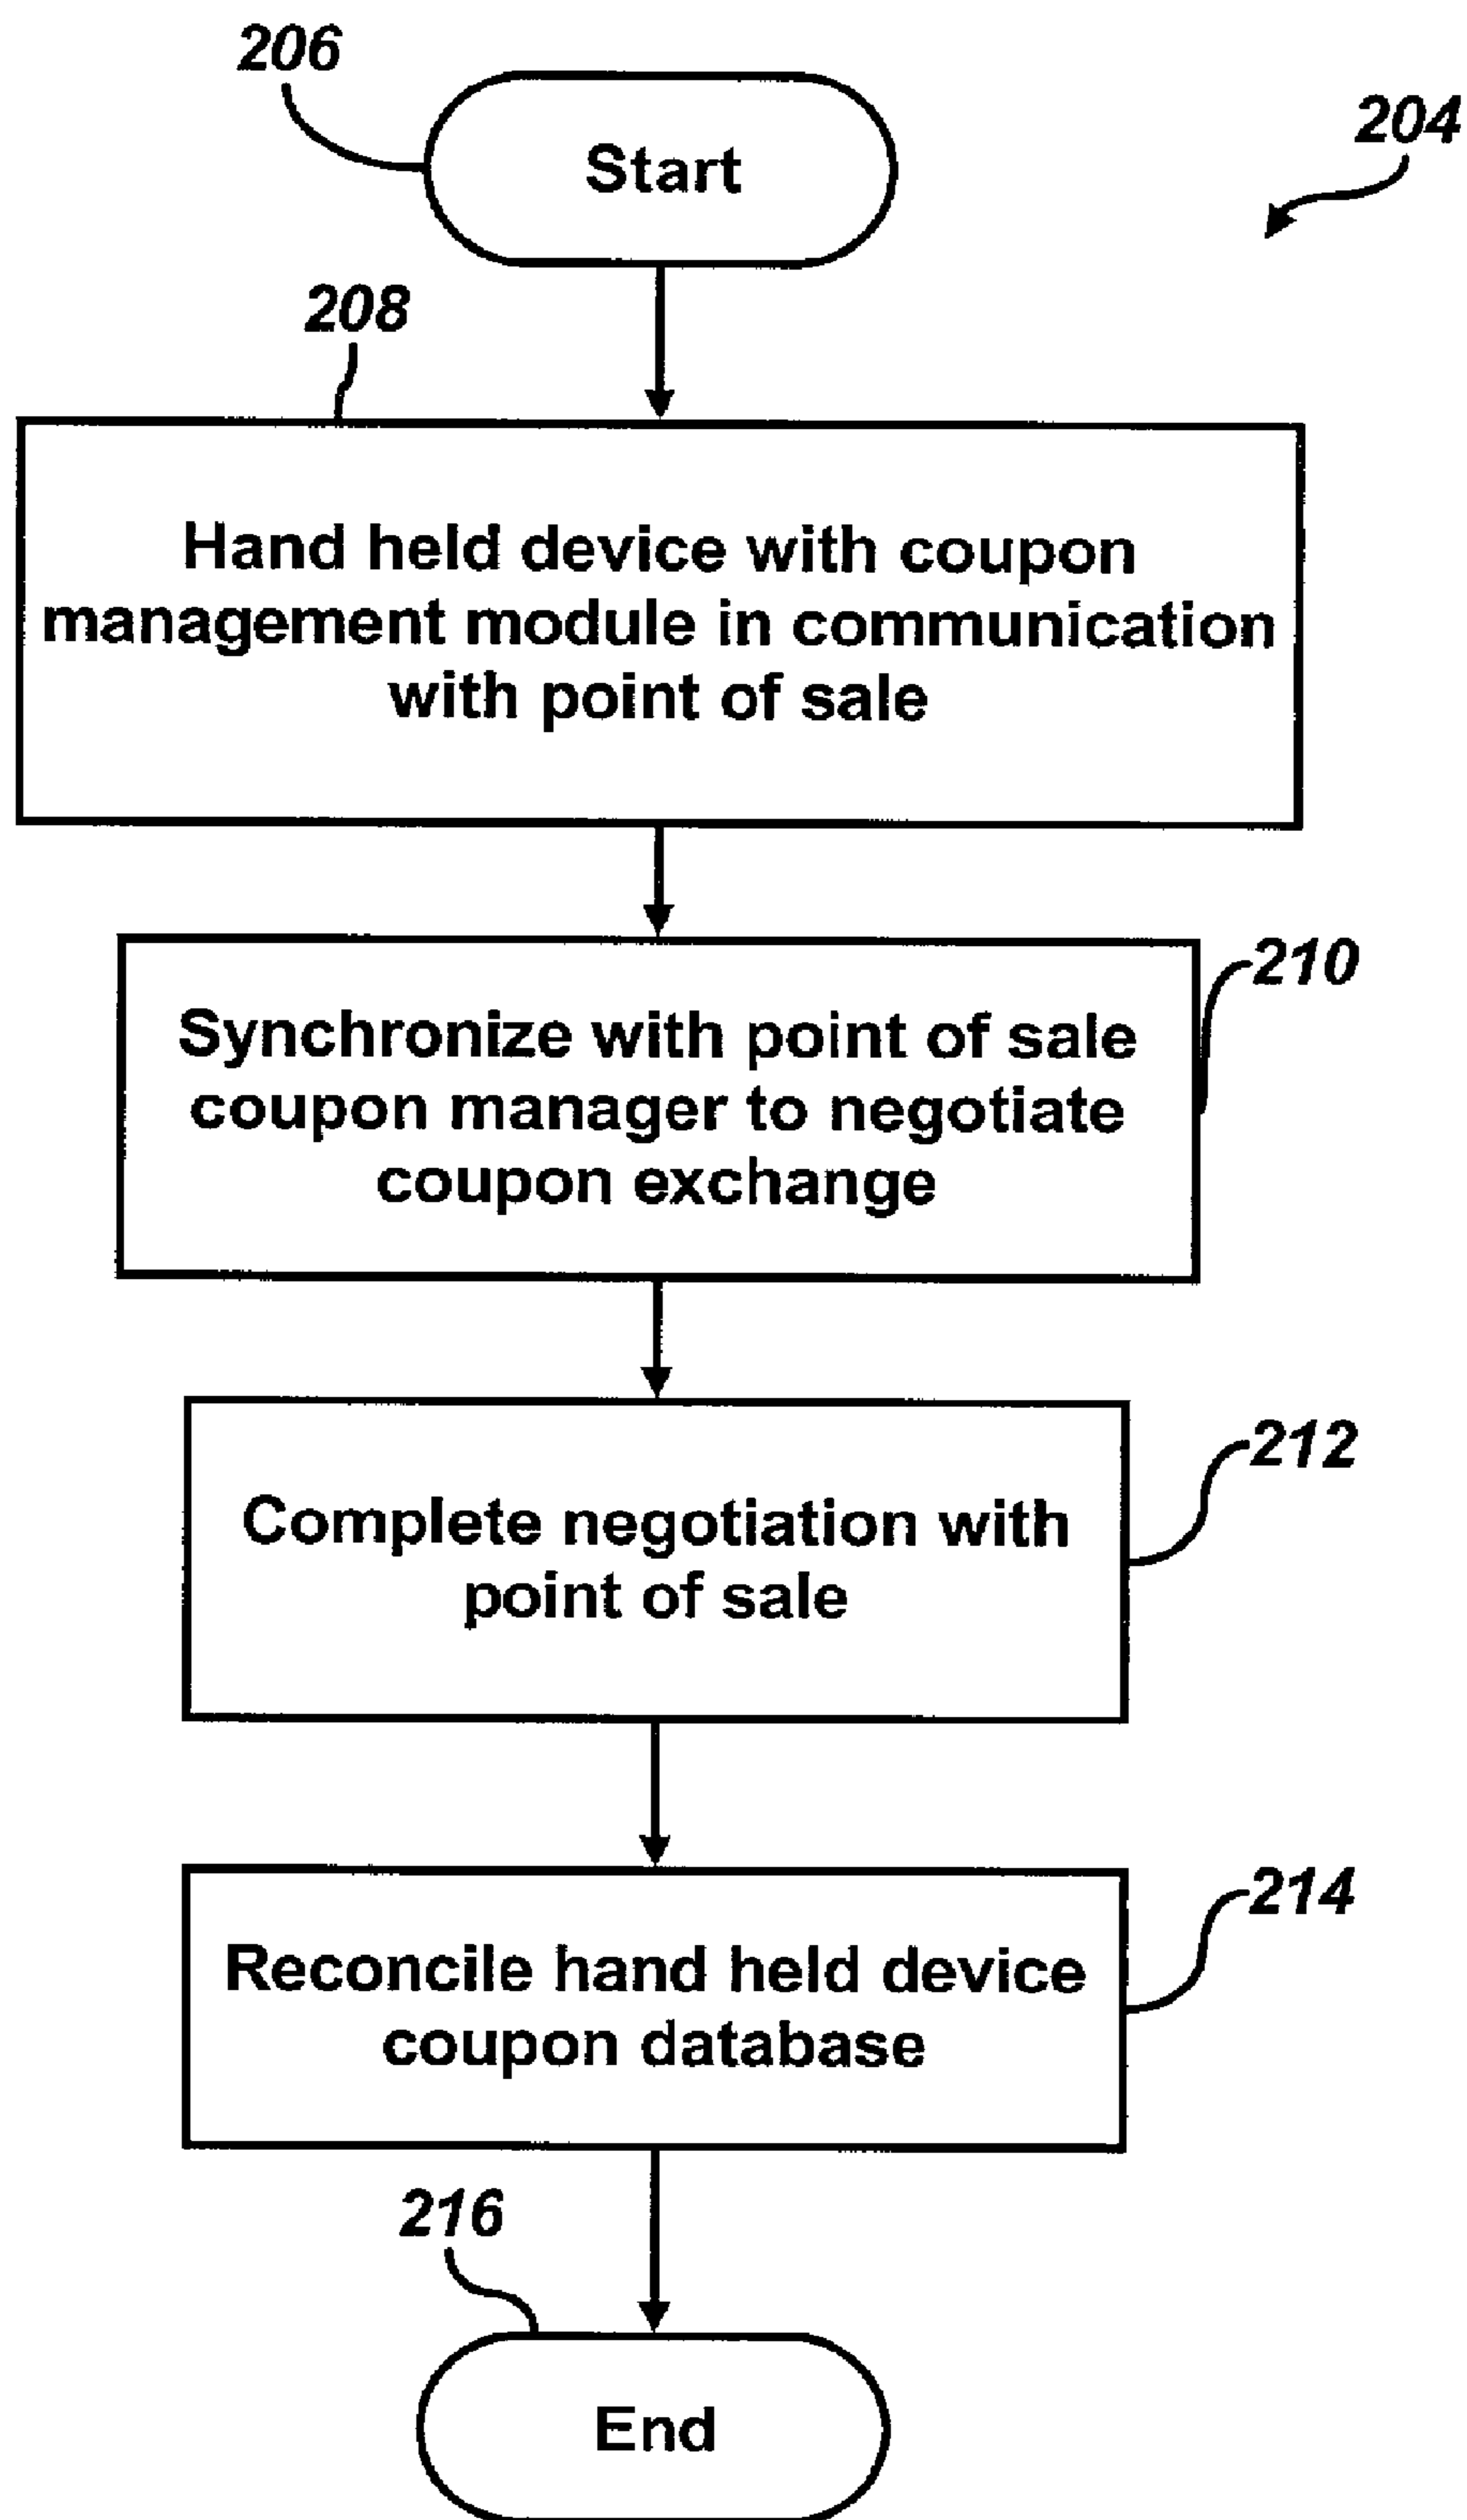 206
Start
204
208
Hand held device with coupon
management module in communication
with point of sale
Synchronize with point of sale
coupon manager to negotiate
coupon exchange
210
Complete negotiation with
point of sale
212
Reconcile hand held device
coupon database
214
216
End